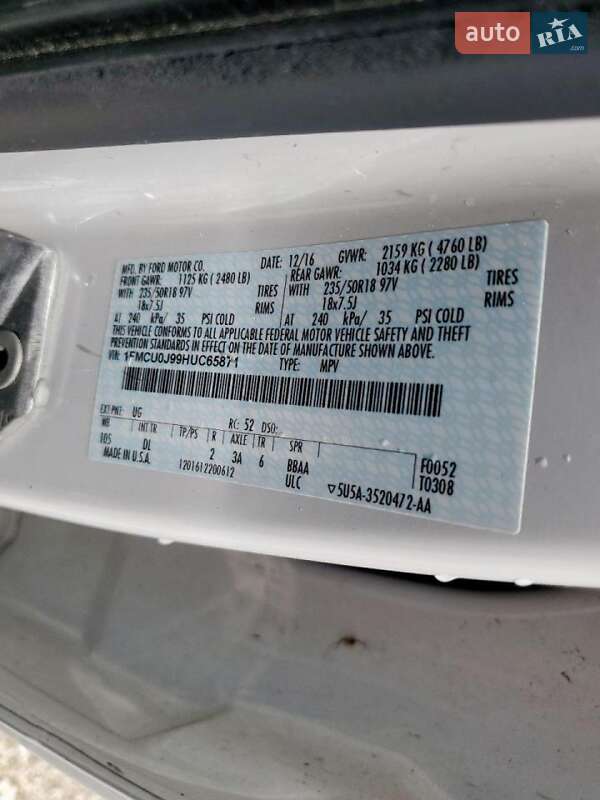 auto RIA .com
MFD. BY FORD MOTOR CO. DATE: 12/16 GVWR: 2159 KG ( 4760 LB)
FRONT GAWR: 1125 KG ( 2480 LB) REAR GAWR: 1034 KG ( 2280 LB)
WITH 235/50R18 97V TIRES WITH 235/50R18 97V TIRES
18x7.5J RIMS 18x7.5J RIMS
AT 240 kPa/ 35 PSI COLD AT 240 kPa/ 35 PSI COLD
THIS VEHICLE CONFORMS TO ALL APPLICABLE FEDERAL MOTOR VEHICLE SAFETY AND THEFT
PREVENTION STANDARDS IN EFFECT ON THE DATE OF MANUFACTURE SHOWN ABOVE.
VIN: 1FMCU0J99HUC65871 TYPE: MPV
EXT PNT: UG RC: 52 DSO:
WB INT TR TP/PS R AXLE TR SPR
105 DL 2 3A 6 BBAA F0052
MADE IN U.S.A. 1201612200612 ULC T0308
▽5U5A-3520472-AA